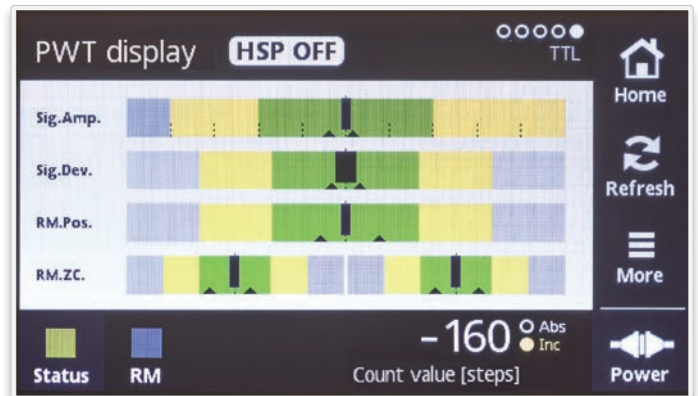 PWT display HSP OFF
TTL
Home
Sig.Amp.
Sig.Dev.
Refresh
RM.Pos.
RM.ZC.
More
-160 Abs
Inc
Status RM Count value [steps] Power